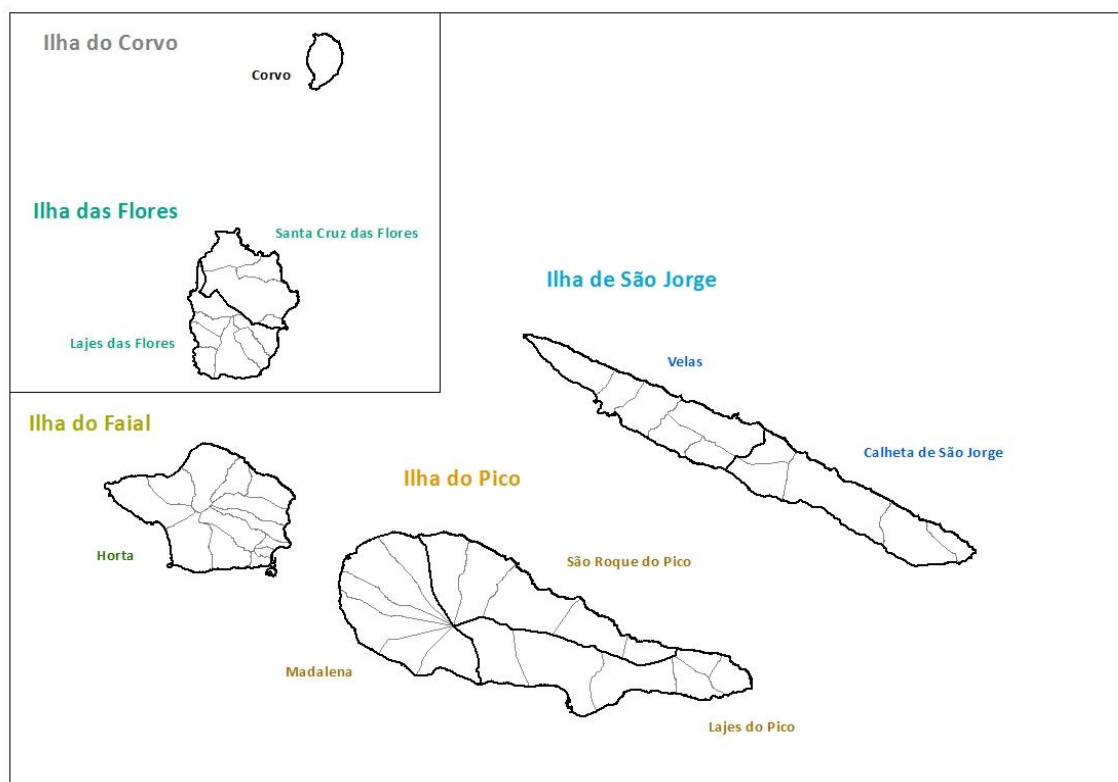 Ilha do Corvo
Corvo
Ilha das Flores
Santa Cruz das Flores
Lajes das Flores
Ilha de São Jorge
Velas
Calheta de São Jorge
Ilha do Faial
Horta
Ilha do Pico
São Roque do Pico
Madalena
Lajes do Pico